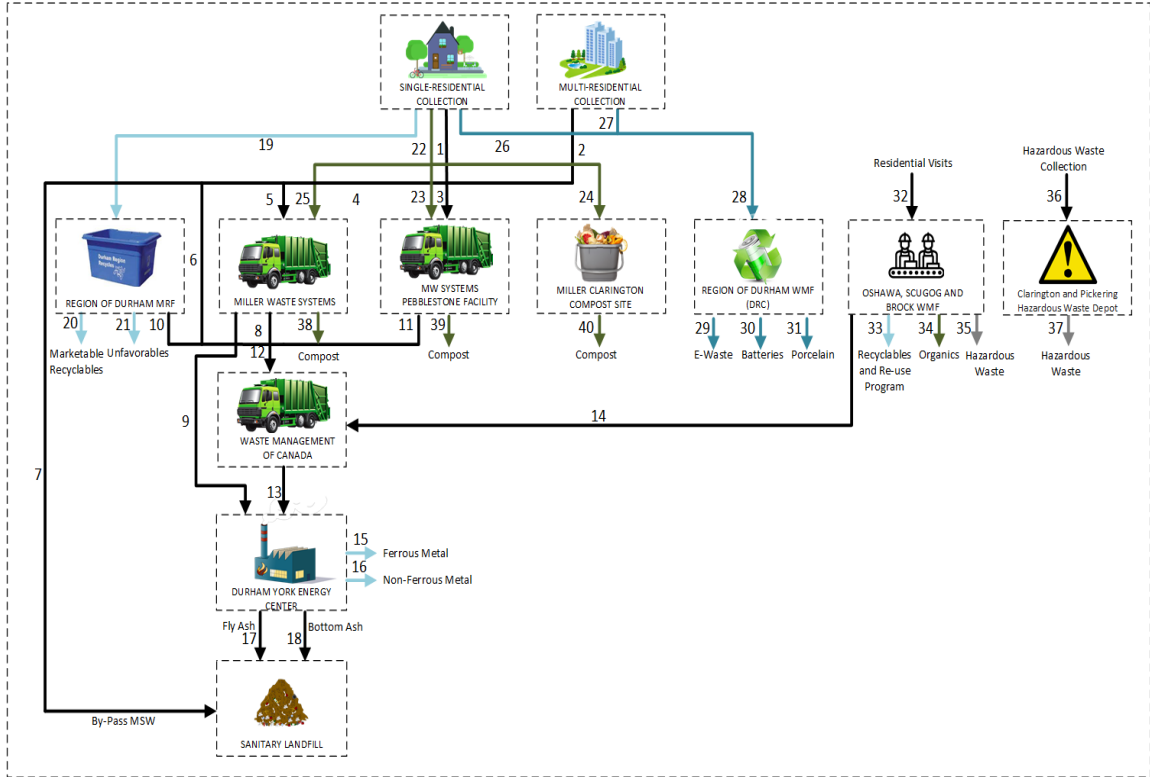 SINGLE-RESIDENTIAL
COLLECTION
MULTI-RESIDENTIAL
COLLECTION
27
19
22
1
26
2
Residential Visits
Hazardous Waste
Collection
5
25
4
23
3
24
28
32
36
Durham Region
Recycles
6
REGION OF DURHAM MRF
MILLER WASTE SYSTEMS
MW SYSTEMS
PEBBLESTONE FACILITY
MILLER CLARINGTON
COMPOST SITE
REGION OF DURHAM WMF
(DRC)
OSHAWA, SCUGOG AND
BROCK WMF
Clarington and Pickering
Hazardous Waste Depot
20
21
10
8
38
11
39
40
29
30
31
33
34
35
37
Marketable
Recyclables
Unfavorables
12
Compost
Compost
Compost
E-Waste
Batteries
Porcelain
Recyclables
and Re-use
Program
Organics
Hazardous
Waste
Hazardous
Waste
9
14
WASTE MANAGEMENT
OF CANADA
7
13
15
Ferrous Metal
16
Non-Ferrous Metal
DURHAM YORK ENERGY
CENTER
Fly Ash
17
18
Bottom Ash
By-Pass MSW
SANITARY LANDFILL